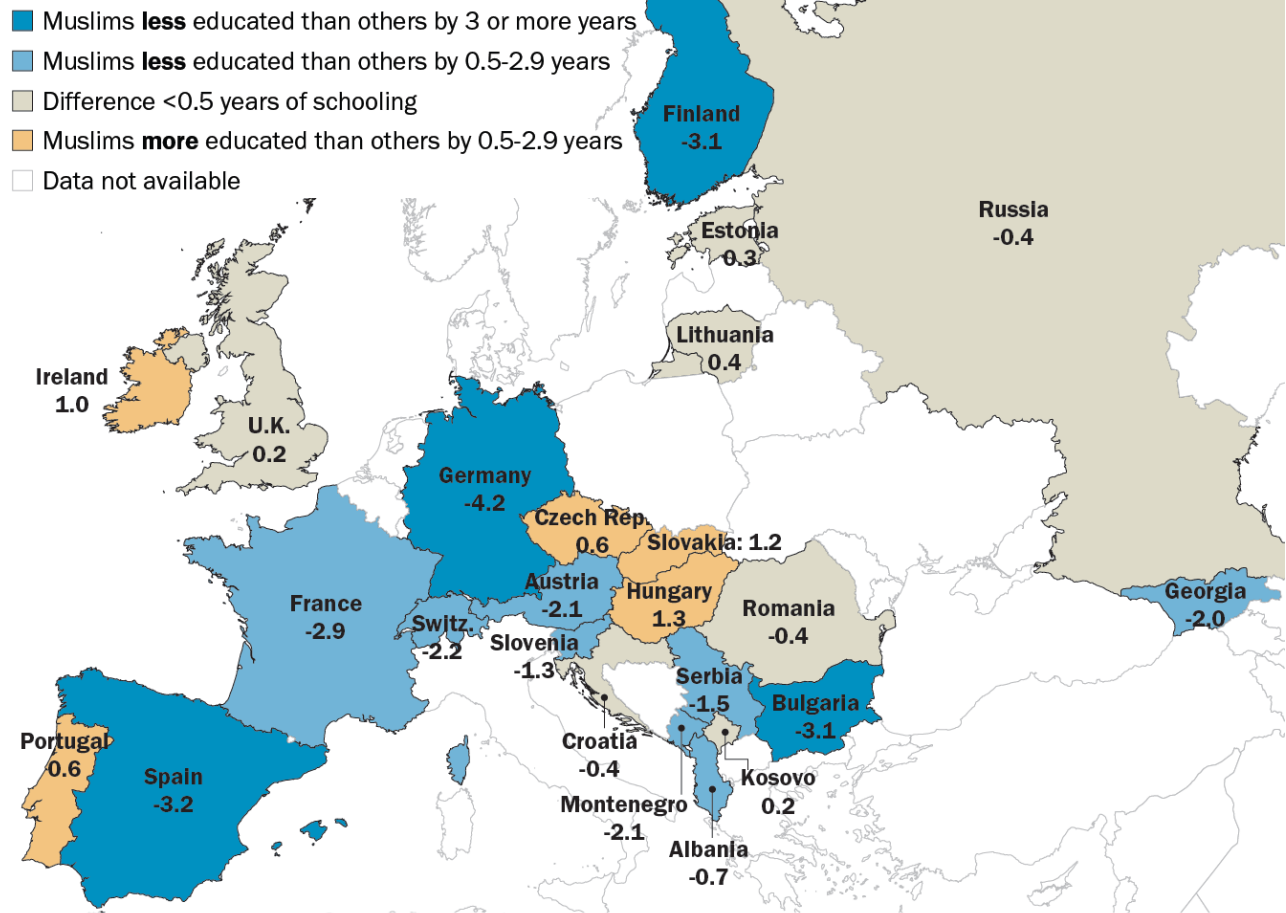 Muslims less educated than others by 3 or more years
Muslims less educated than others by 0.5-2.9 years
Difference <0.5 years of schooling
Muslims more educated than others by 0.5-2.9 years
Data not available
Finland
-3.1
Russia
-0.4
Estonia
0.3
Lithuania
0.4
Ireland
1.0
U.K.
0.2
Germany
-4.2
Czech Rep.
0.6
Slovakia: 1.2
Austria
-2.1
Hungary
1.3
Georgia
-2.0
France
-2.9
Switz.
-2.2
Romania
-0.4
Slovenia
-1.3
Serbia
-1.5
Bulgaria
-3.1
Portugal
0.6
Spain
-3.2
Croatia
-0.4
Kosovo
0.2
Montenegro
-2.1
Albania
-0.7